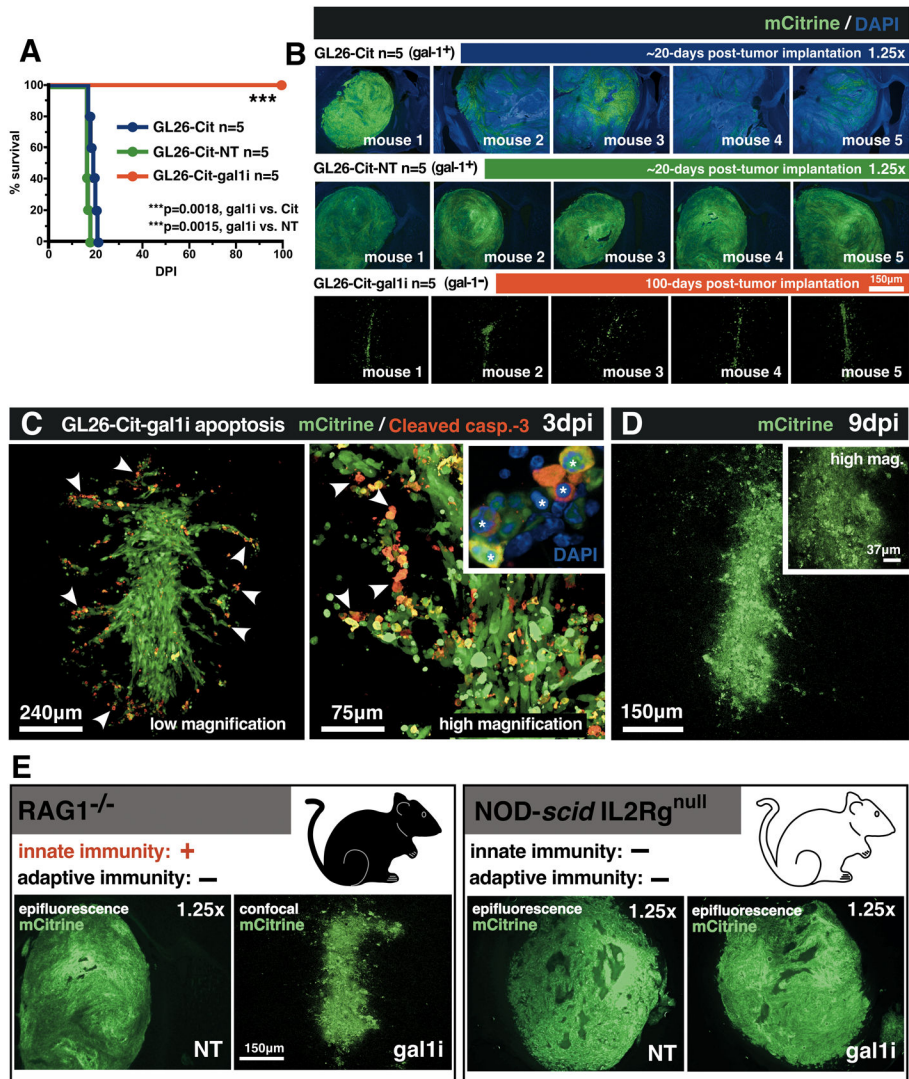 A
% survival
100
80
60
40
20
0
0 20 40 60 80 100
DPI
***
GL26-Cit n=5
GL26-Cit-NT n=5
GL26-Cit-gal1i n=5
***p=0.0018, gal1i vs. Cit
***p=0.0015, gal1i vs. NT
B
mCitrine / DAPI
GL26-Cit n=5 (gal-1+) ~20-days post-tumor implantation 1.25x
mouse 1 mouse 2 mouse 3 mouse 4 mouse 5
GL26-Cit-NT n=5 (gal-1+) ~20-days post-tumor implantation 1.25x
mouse 1 mouse 2 mouse 3 mouse 4 mouse 5
GL26-Cit-gal1i n=5 (gal-1-) 100-days post-tumor implantation 150µm
mouse 1 mouse 2 mouse 3 mouse 4 mouse 5
C GL26-Cit-gal1i apoptosis mCitrine / Cleaved casp.-3 3dpi
240µm low magnification
* * * * *
DAPI
75µm high magnification
D mCitrine 9dpi
high mag.
37µm
150µm
E
RAG1-/-
innate immunity: +
adaptive immunity: –
epifluorescence 1.25x
mCitrine
NT
confocal
mCitrine
150µm gal1i
NOD-scid IL2Rgnull
innate immunity: –
adaptive immunity: –
epifluorescence 1.25x
mCitrine
NT
epifluorescence 1.25x
mCitrine
gal1i